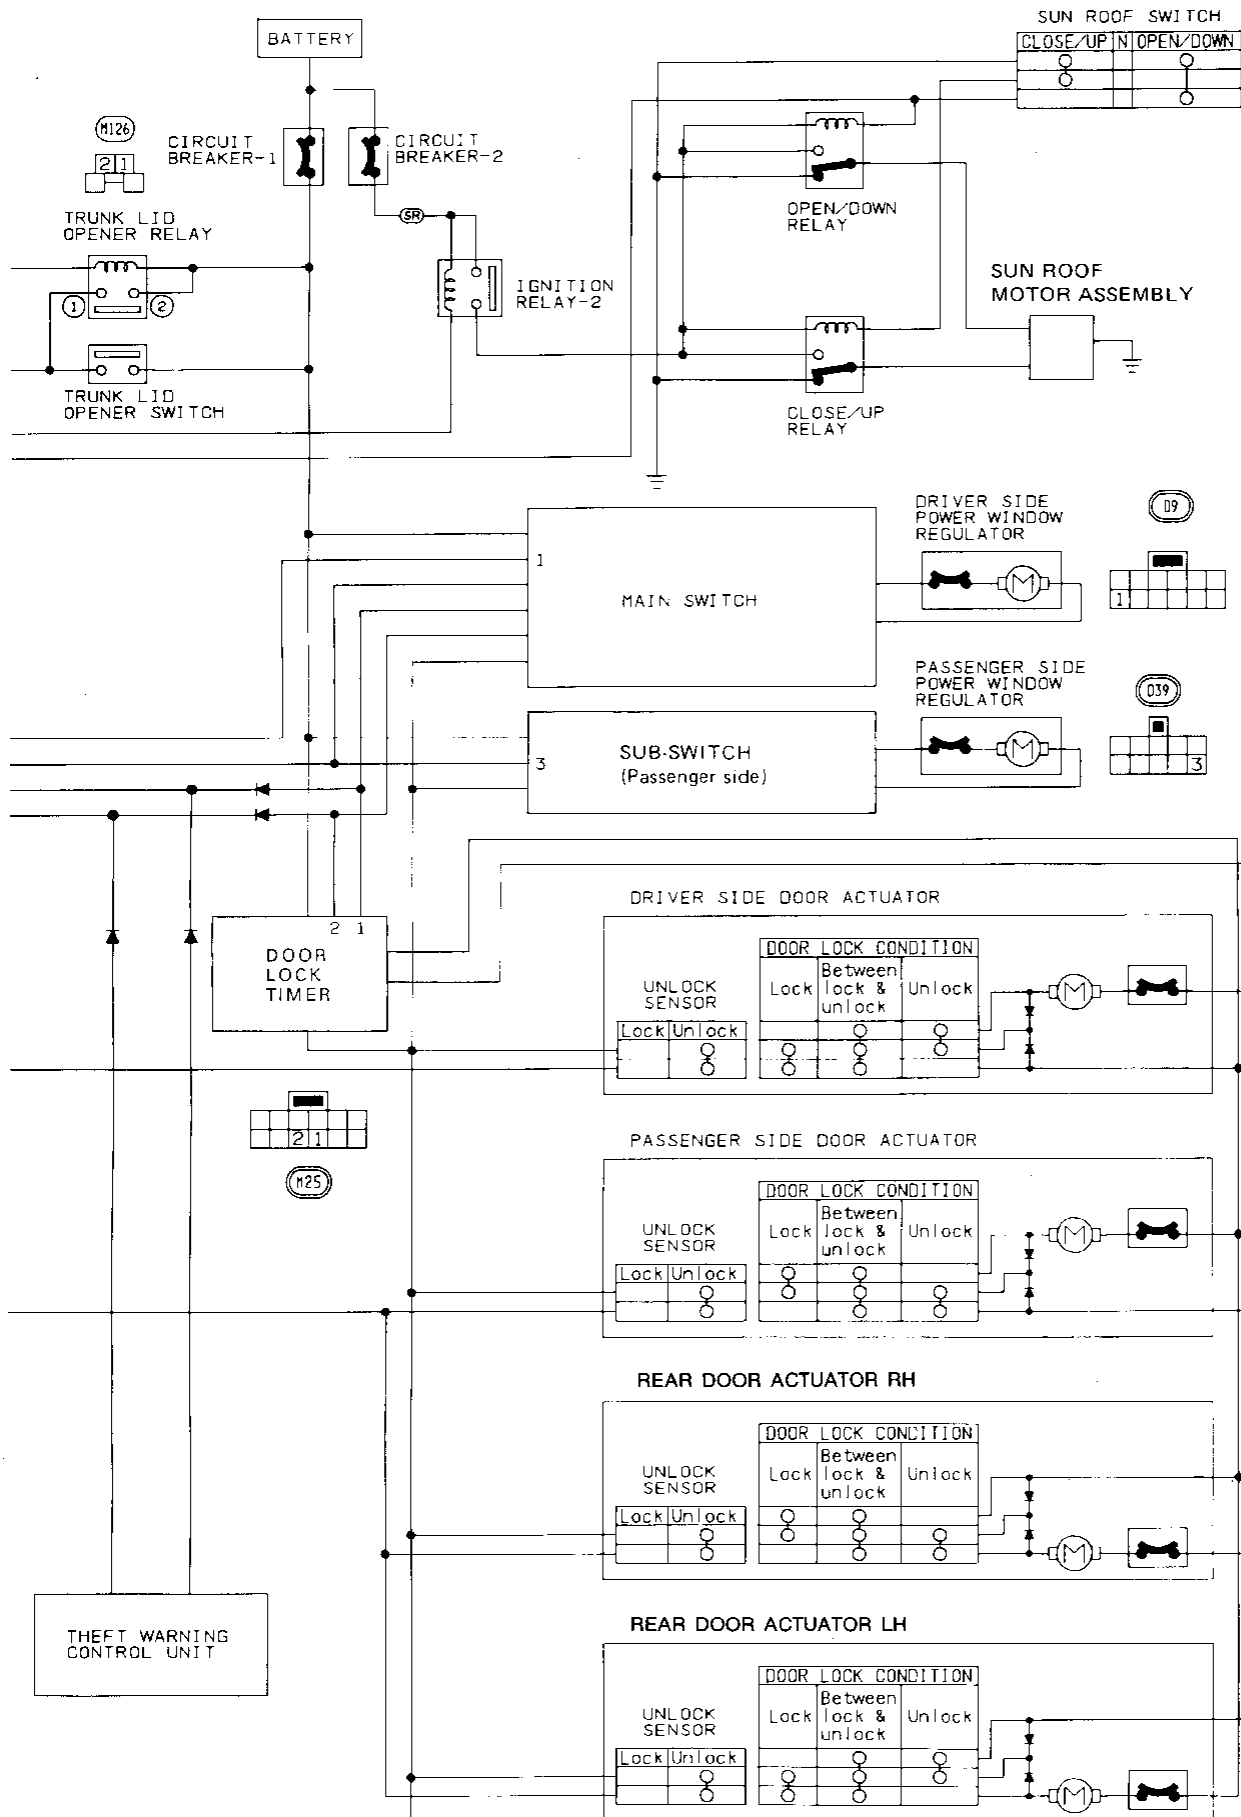 SUN ROOF SWITCH
CLOSE/UP N OPEN/DOWN
BATTERY
M126
2 1
CIRCUIT
BREAKER-1
CIRCUIT
BREAKER-2
TRUNK LID
OPENER RELAY
1 2
SR
OPEN/DOWN
RELAY
IGNITION
RELAY-2
SUN ROOF
MOTOR ASSEMBLY
TRUNK LID
OPENER SWITCH
CLOSE/UP
RELAY
DRIVER SIDE
POWER WINDOW
REGULATOR
D9
1
MAIN SWITCH
M
1
PASSENGER SIDE
POWER WINDOW
REGULATOR
D39
3
SUB-SWITCH
(Passenger side)
M
3
DRIVER SIDE DOOR ACTUATOR
2 1
DOOR
LOCK
TIMER
DOOR LOCK CONDITION
Lock
Between
lock &
unlock
Unlock
UNLOCK
SENSOR
Lock Unlock
M
2 1
M25
PASSENGER SIDE DOOR ACTUATOR
DOOR LOCK CONDITION
Lock
Between
lock &
unlock
Unlock
UNLOCK
SENSOR
Lock Unlock
M
REAR DOOR ACTUATOR RH
DOOR LOCK CONDITION
Lock
Between
lock &
unlock
Unlock
UNLOCK
SENSOR
Lock Unlock
M
THEFT WARNING
CONTROL UNIT
REAR DOOR ACTUATOR LH
DOOR LOCK CONDITION
Lock
Between
lock &
unlock
Unlock
UNLOCK
SENSOR
Lock Unlock
M